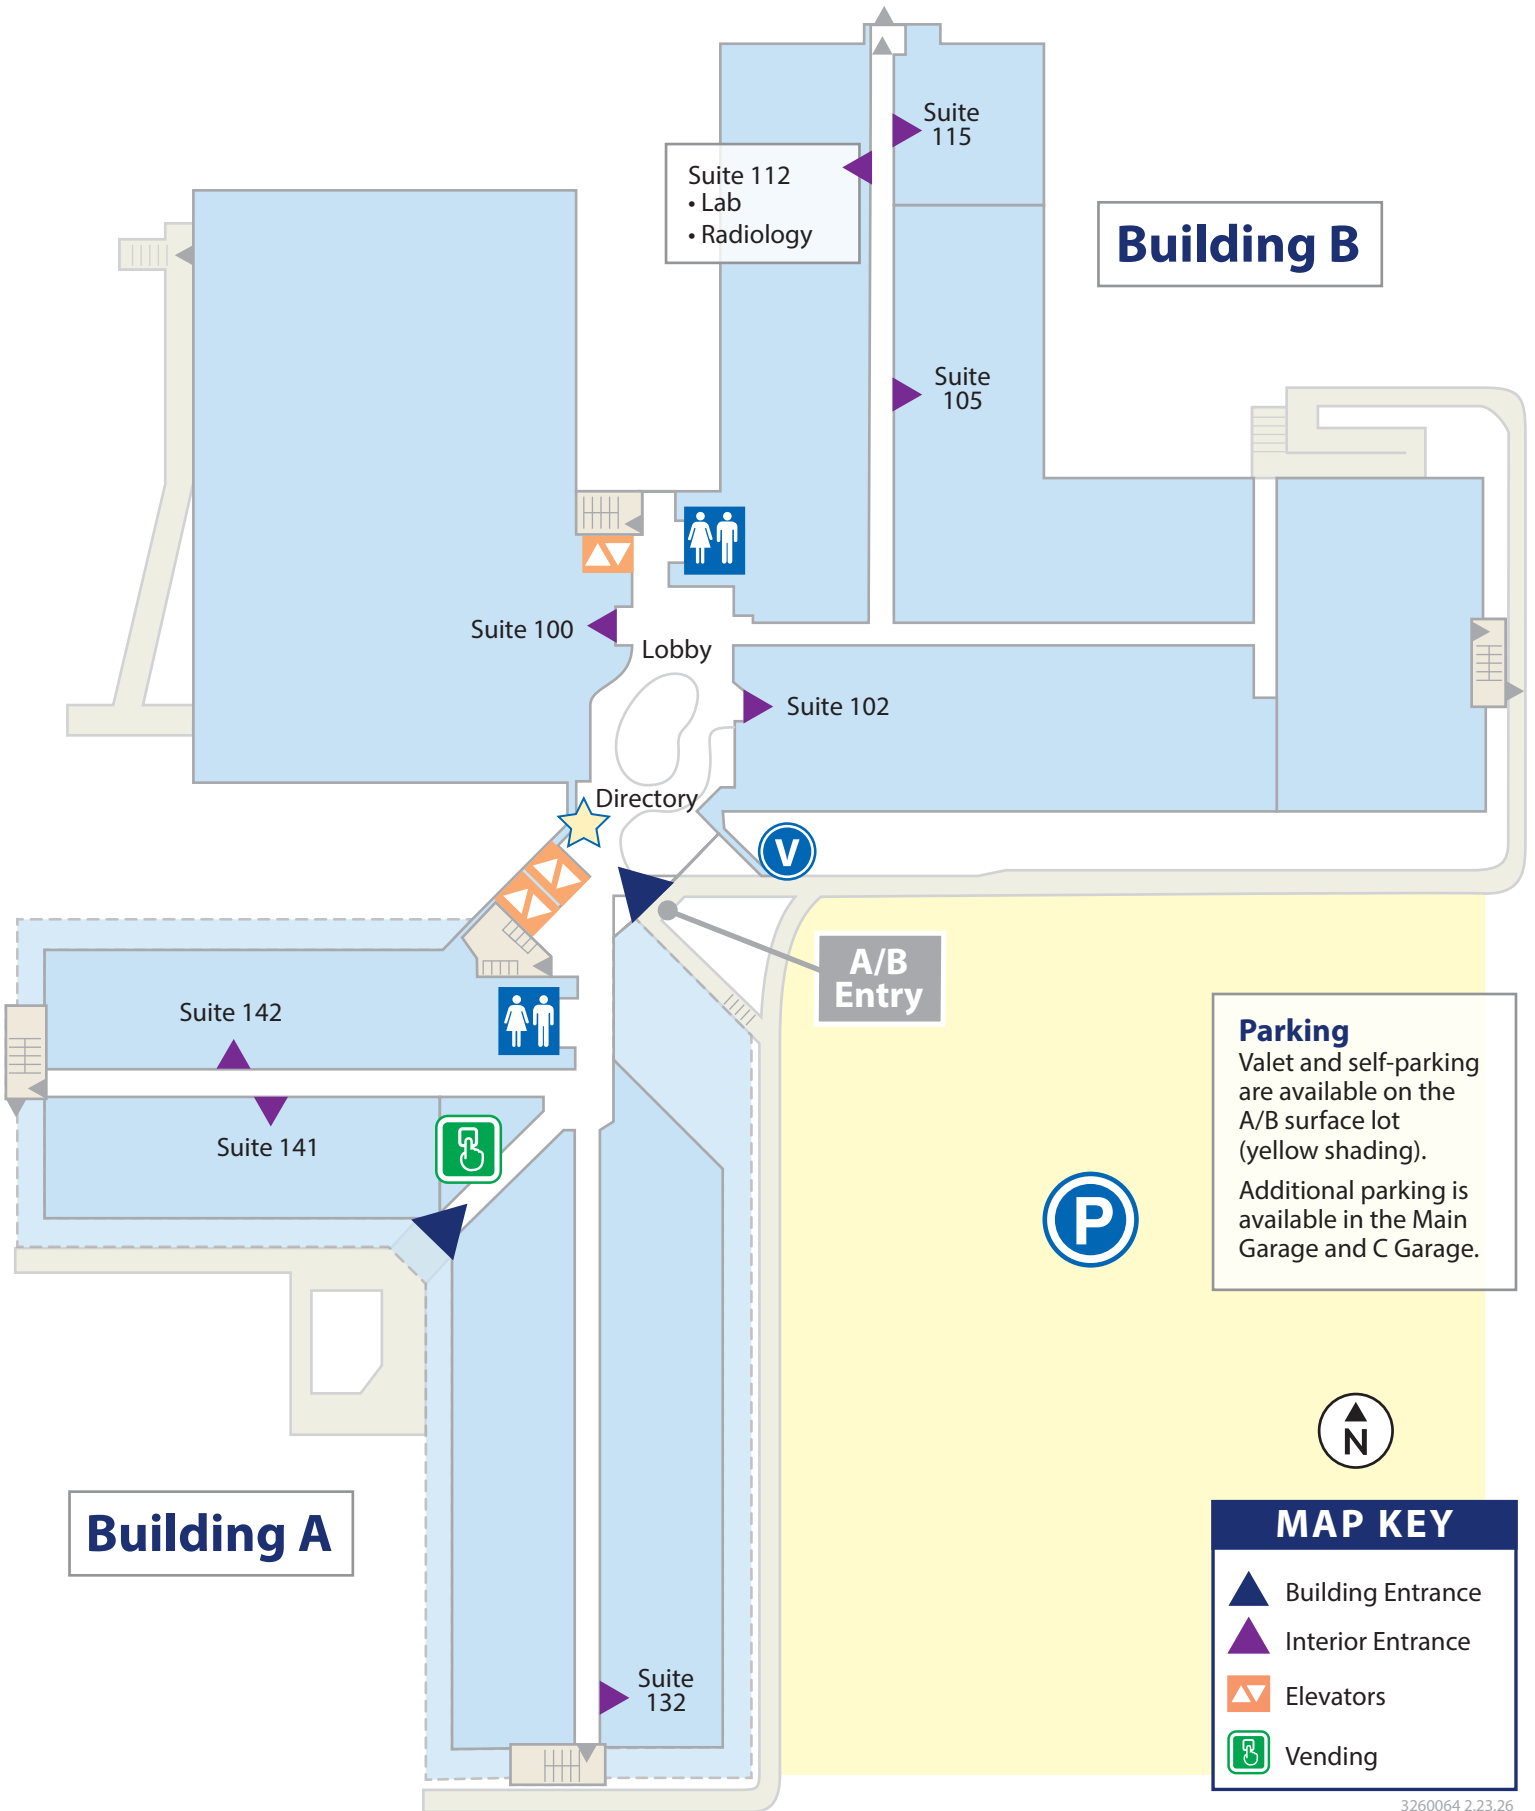 Suite
115
Suite 112
• Lab
• Radiology
Building B
Suite
105
Suite 100
Lobby
Suite 102
Directory
V
A/B
Entry
Suite 142
Suite 141
Parking
Valet and self-parking
are available on the
A/B surface lot
(yellow shading).
Additional parking is
available in the Main
Garage and C Garage.
P
N
Building A
Suite
132
MAP KEY
Building Entrance
Interior Entrance
Elevators
Vending
3260064 2.23.26